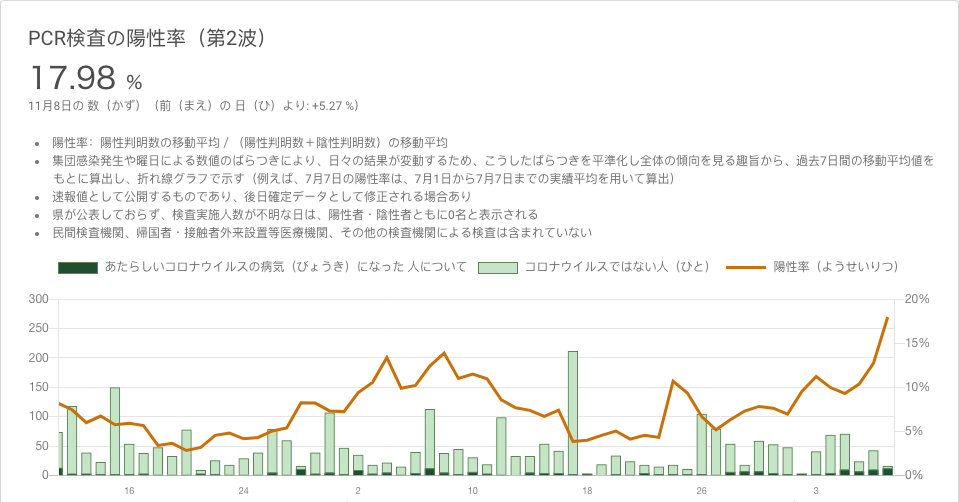 PCR検査の陽性率（第2波）
17.98 %
11月8日の 数（かず）（前（まえ）の 日（ひ）より: +5.27 %）
• 陽性率：陽性判明数の移動平均 / （陽性判明数＋陰性判明数）の移動平均
• 集団感染発生や曜日による数値のばらつきにより、日々の結果が変動するため、こうしたばらつきを平準化し全体の傾向を見る趣旨から、過去7日間の移動平均値を
もとに算出し、折れ線グラフで示す（例えば、7月7日の陽性率は、7月1日から7月7日までの実績平均を用いて算出）
• 速報値として公開するものであり、後日確定データとして修正される場合あり
• 県が公表しておらず、検査実施人数が不明な日は、陽性者・陰性者ともに0名と表示される
• 民間検査機関、帰国者・接触者外来設置等医療機関、その他の検査機関による検査は含まれていない
あたらしいコロナウイルスの病気（びょうき）になった 人について コロナウイルスではない人（ひと） 陽性率（ようせいりつ）
300 20%
250
15%
200
150 10%
100
5%
50
0 0%
16 24 2 10 18 26 3